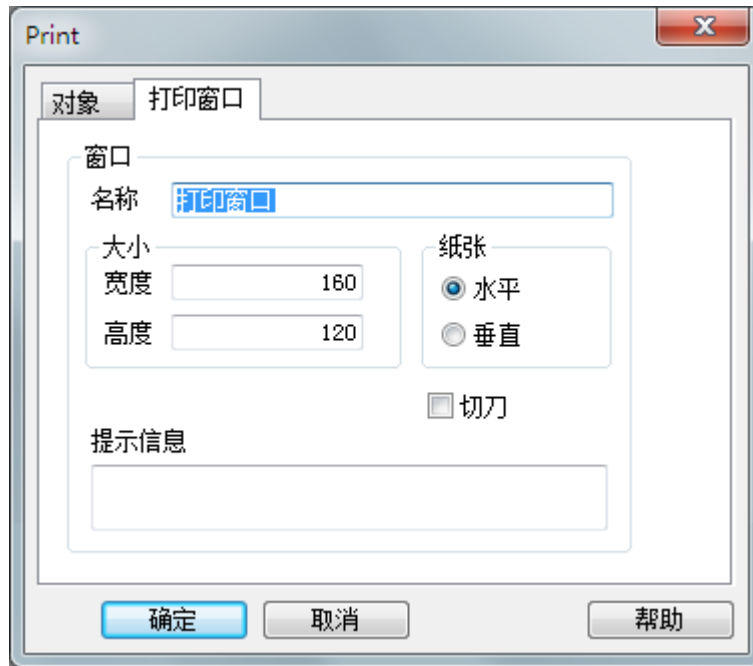 Print
对象 打印窗口
窗口
名称 打印窗口
大小 纸张
宽度 160 水平
高度 120 垂直
切刀
提示信息
确定 取消 帮助